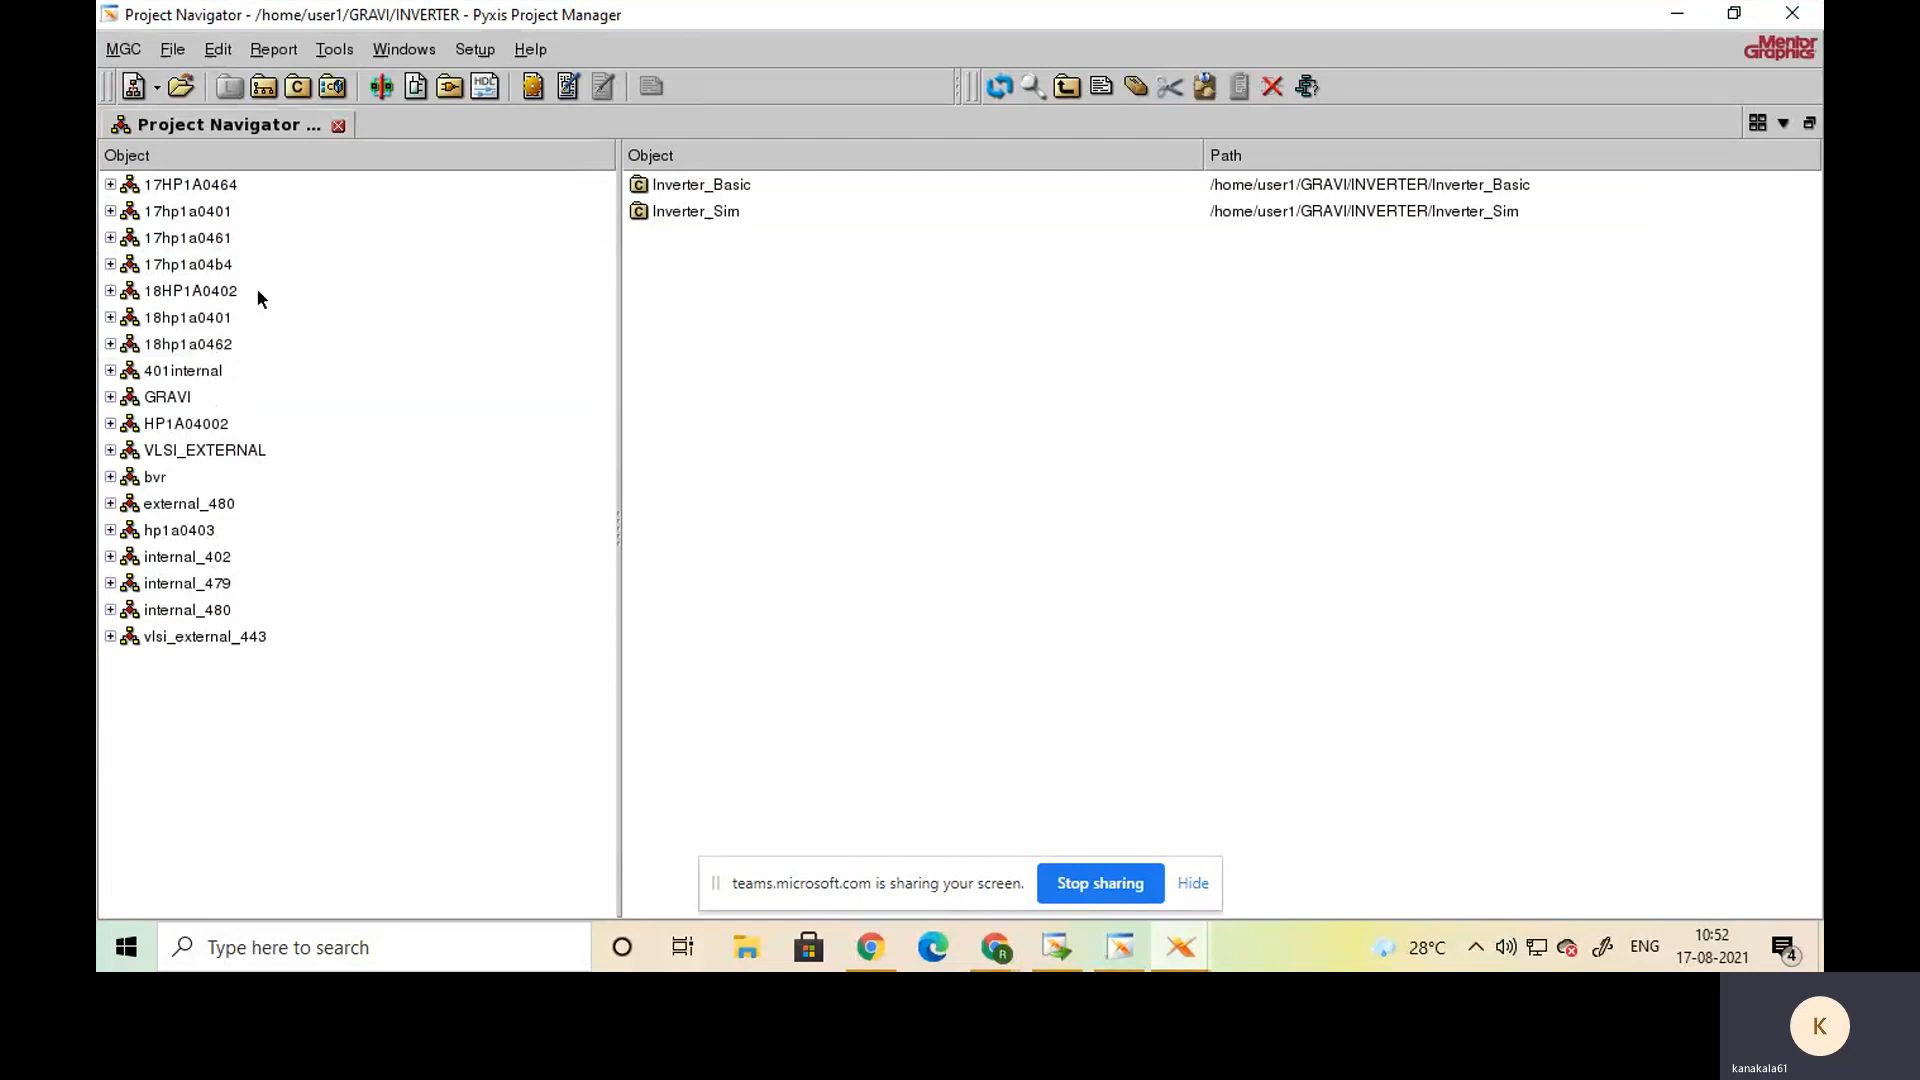 Project Navigator - /home/user1/GRAVI/INVERTER - Pyxis Project Manager
MGC File Edit Report Tools Windows Setup Help
Mentor Graphics
HDL
Project Navigator ...
Object
Object Path
17HP1A0464
17hp1a0401
17hp1a0461
17hp1a04b4
18HP1A0402
18hp1a0401
18hp1a0462
401internal
GRAVI
HP1A04002
VLSI_EXTERNAL
bvr
external_480
hp1a0403
internal_402
internal_479
internal_480
vlsi_external_443
Inverter_Basic /home/user1/GRAVI/INVERTER/Inverter_Basic
Inverter_Sim /home/user1/GRAVI/INVERTER/Inverter_Sim
teams.microsoft.com is sharing your screen. Stop sharing Hide
Type here to search
R
28°C ENG
10:52
17-08-2021
4
K
kanakala61